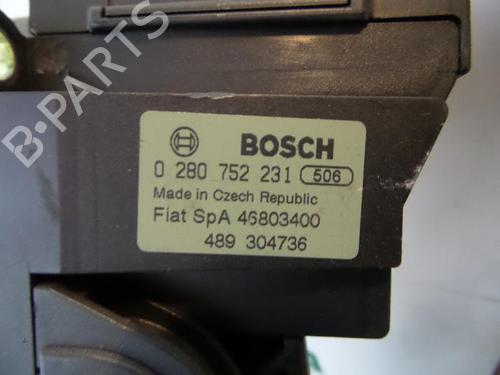 BOSCH
0 280 752 231 506
Made in Czech Republic
Fiat SpA 46803400
489 304736
B-PARTS